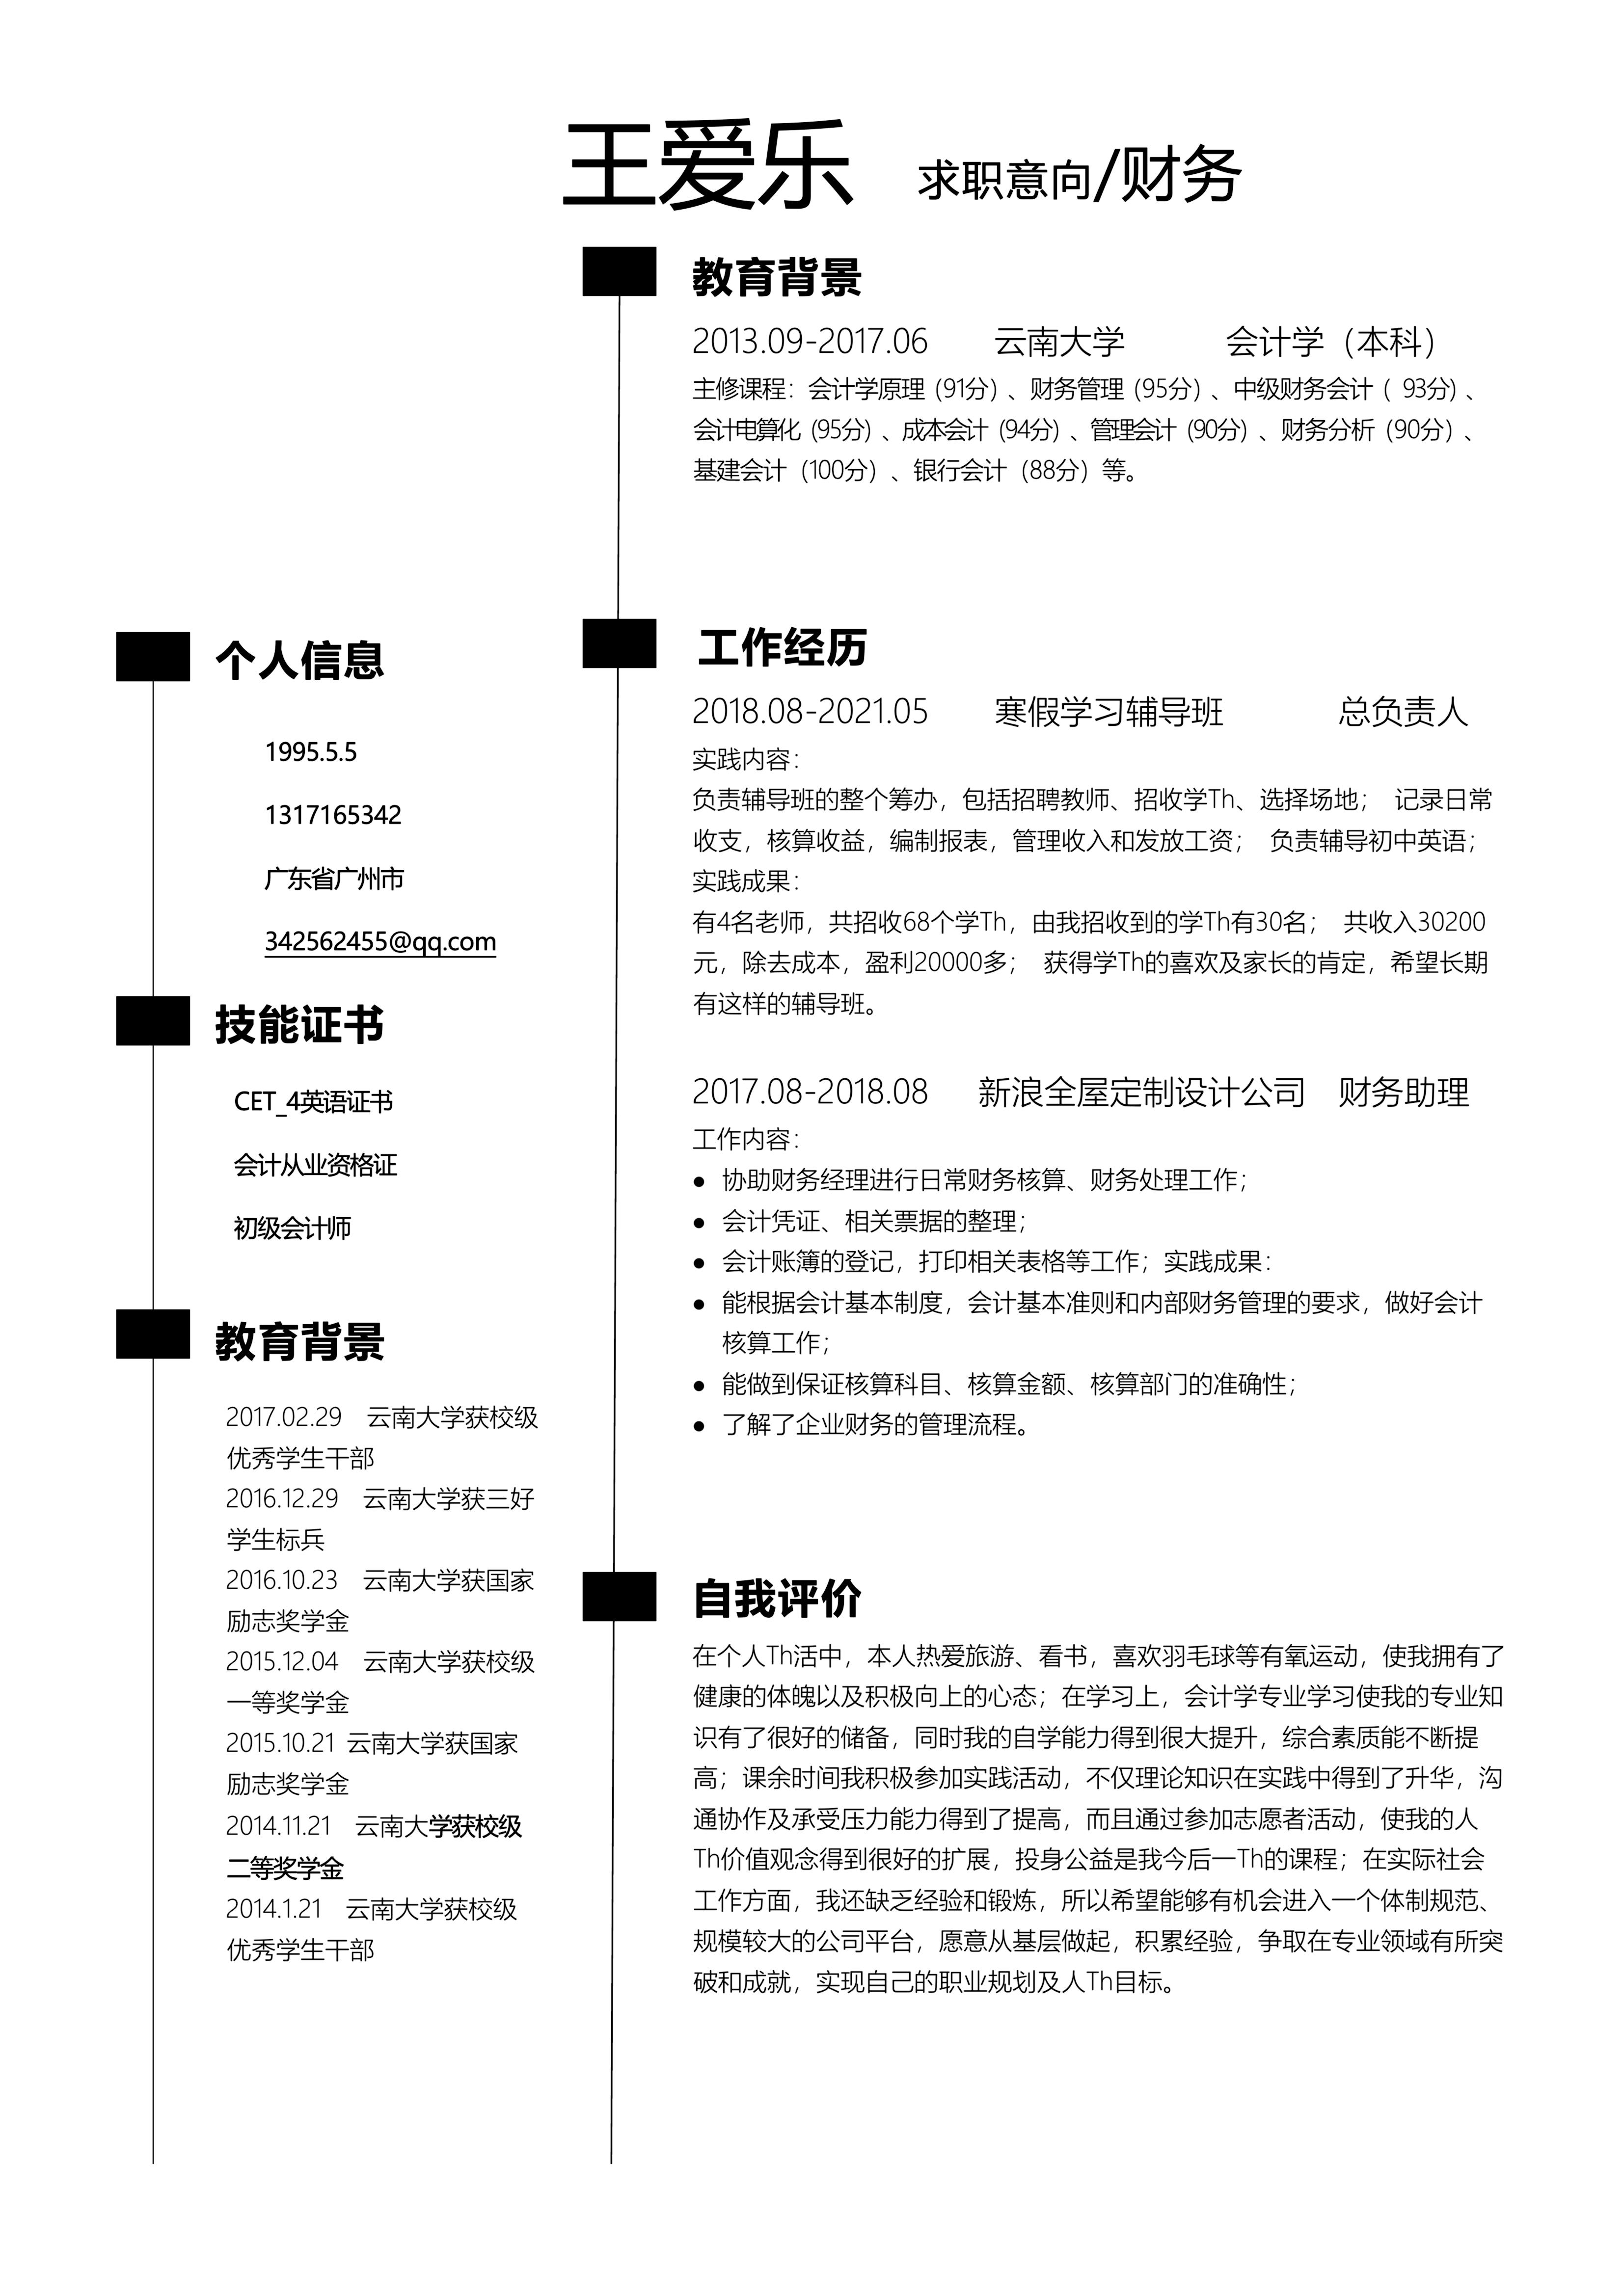 王爱乐 求职意向/财务
教育背景
2013.09-2017.06 云南大学 会计学（本科）
主修课程：会计学原理（91分）、财务管理（95分）、中级财务会计（ 93分）、
会计电算化（95分）、成本会计（94分）、管理会计（90分）、财务分析（90分）、
基建会计（100分）、银行会计（88分）等。
个人信息
1995.5.5
1317165342
广东省广州市
342562455@qq.com
技能证书
CET_4英语证书
会计从业资格证
初级会计师
教育背景
2017.02.29 云南大学获校级
优秀学生干部
2016.12.29 云南大学获三好
学生标兵
2016.10.23 云南大学获国家
励志奖学金
2015.12.04 云南大学获校级
一等奖学金
2015.10.21 云南大学获国家
励志奖学金
2014.11.21 云南大学获校级
二等奖学金
2014.1.21 云南大学获校级
优秀学生干部
工作经历
2018.08-2021.05 寒假学习辅导班 总负责人
实践内容：
负责辅导班的整个筹办，包括招聘教师、招收学Th、选择场地； 记录日常
收支，核算收益，编制报表，管理收入和发放工资； 负责辅导初中英语；
实践成果：
有4名老师，共招收68个学Th，由我招收到的学Th有30名； 共收入30200
元，除去成本，盈利20000多； 获得学Th的喜欢及家长的肯定，希望长期
有这样的辅导班。
2017.08-2018.08 新浪全屋定制设计公司 财务助理
工作内容：
● 协助财务经理进行日常财务核算、财务处理工作；
● 会计凭证、相关票据的整理；
● 会计账簿的登记，打印相关表格等工作；实践成果：
● 能根据会计基本制度，会计基本准则和内部财务管理的要求，做好会计
核算工作；
● 能做到保证核算科目、核算金额、核算部门的准确性；
● 了解了企业财务的管理流程。
自我评价
在个人Th活中，本人热爱旅游、看书，喜欢羽毛球等有氧运动，使我拥有了
健康的体魄以及积极向上的心态；在学习上，会计学专业学习使我的专业知
识有了很好的储备，同时我的自学能力得到很大提升，综合素质能不断提
高；课余时间我积极参加实践活动，不仅理论知识在实践中得到了升华，沟
通协作及承受压力能力得到了提高，而且通过参加志愿者活动，使我的人
Th价值观念得到很好的扩展，投身公益是我今后一Th的课程；在实际社会
工作方面，我还缺乏经验和锻炼，所以希望能够有机会进入一个体制规范、
规模较大的公司平台，愿意从基层做起，积累经验，争取在专业领域有所突
破和成就，实现自己的职业规划及人Th目标。